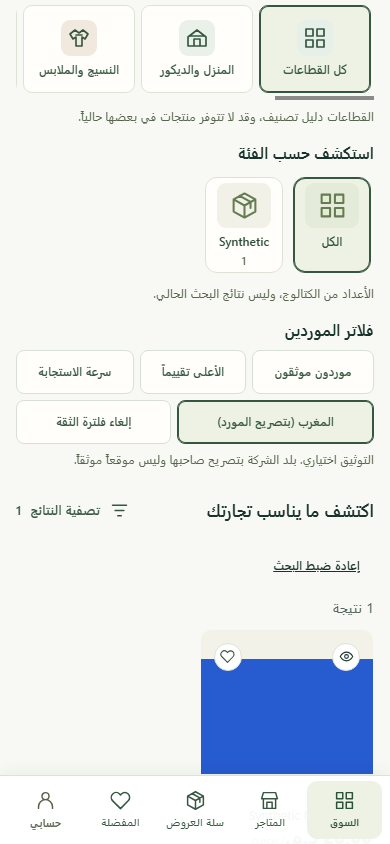 كل القطاعات
المنزل والديكور
النسيج والملابس
القطاعات دليل تصنيف، وقد لا تتوفر منتجات في بعضها حالياً.
استكشف حسب الفئة
الكل
Synthetic
1
الأعداد من الكتالوج، وليس نتائج البحث الحالي.
فلاتر الموردين
موردون موثقون
الأعلى تقييماً
سرعة الاستجابة
المغرب (بتصريح المورد)
إلغاء فلترة الثقة
التوثيق اختياري. بلد الشركة بتصريح صاحبها وليس موقعاً موثقاً.
اكتشف ما يناسب تجارتك
تصفية النتائج 1
إعادة ضبط البحث
1 نتيجة
السوق
المتاجر
سلة العروض
المفضلة
حسابي